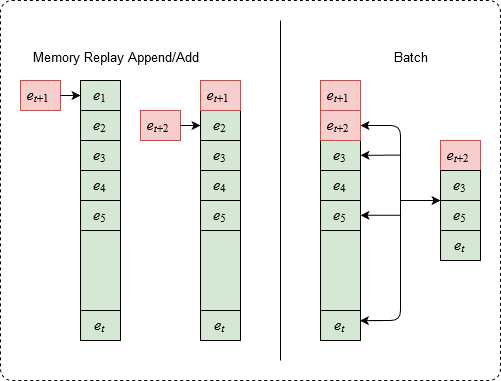 Memory Replay Append/Add
e_{t+1}
e_1
e_2
e_3
e_4
e_5
e_t
e_{t+2}
e_{t+1}
e_2
e_3
e_4
e_5
e_t
Batch
e_{t+1}
e_{t+2}
e_3
e_4
e_5
e_t
e_{t+2}
e_3
e_5
e_t